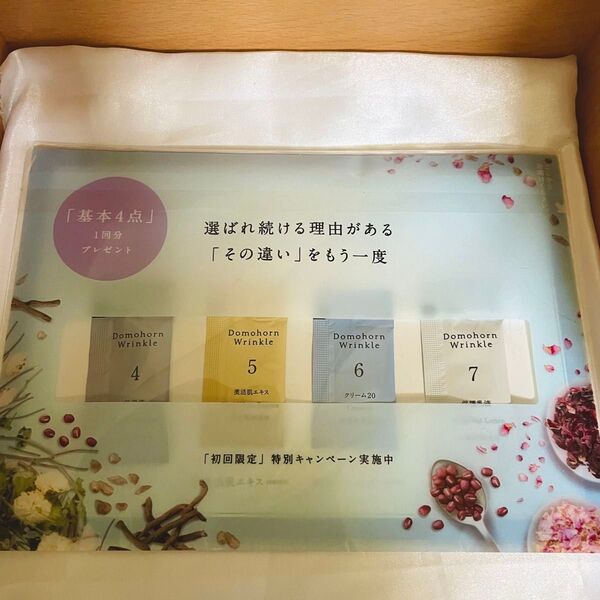 「基本4点」
1回分
プレゼント
選ばれ続ける理由がある
「その違い」をもう一度
Domohorn
Wrinkle
4
Domohorn
Wrinkle
5
美活肌エキス
Domohorn
Wrinkle
6
クリーム20
Domohorn
Wrinkle
7
「初回限定」特別キャンペーン実施中